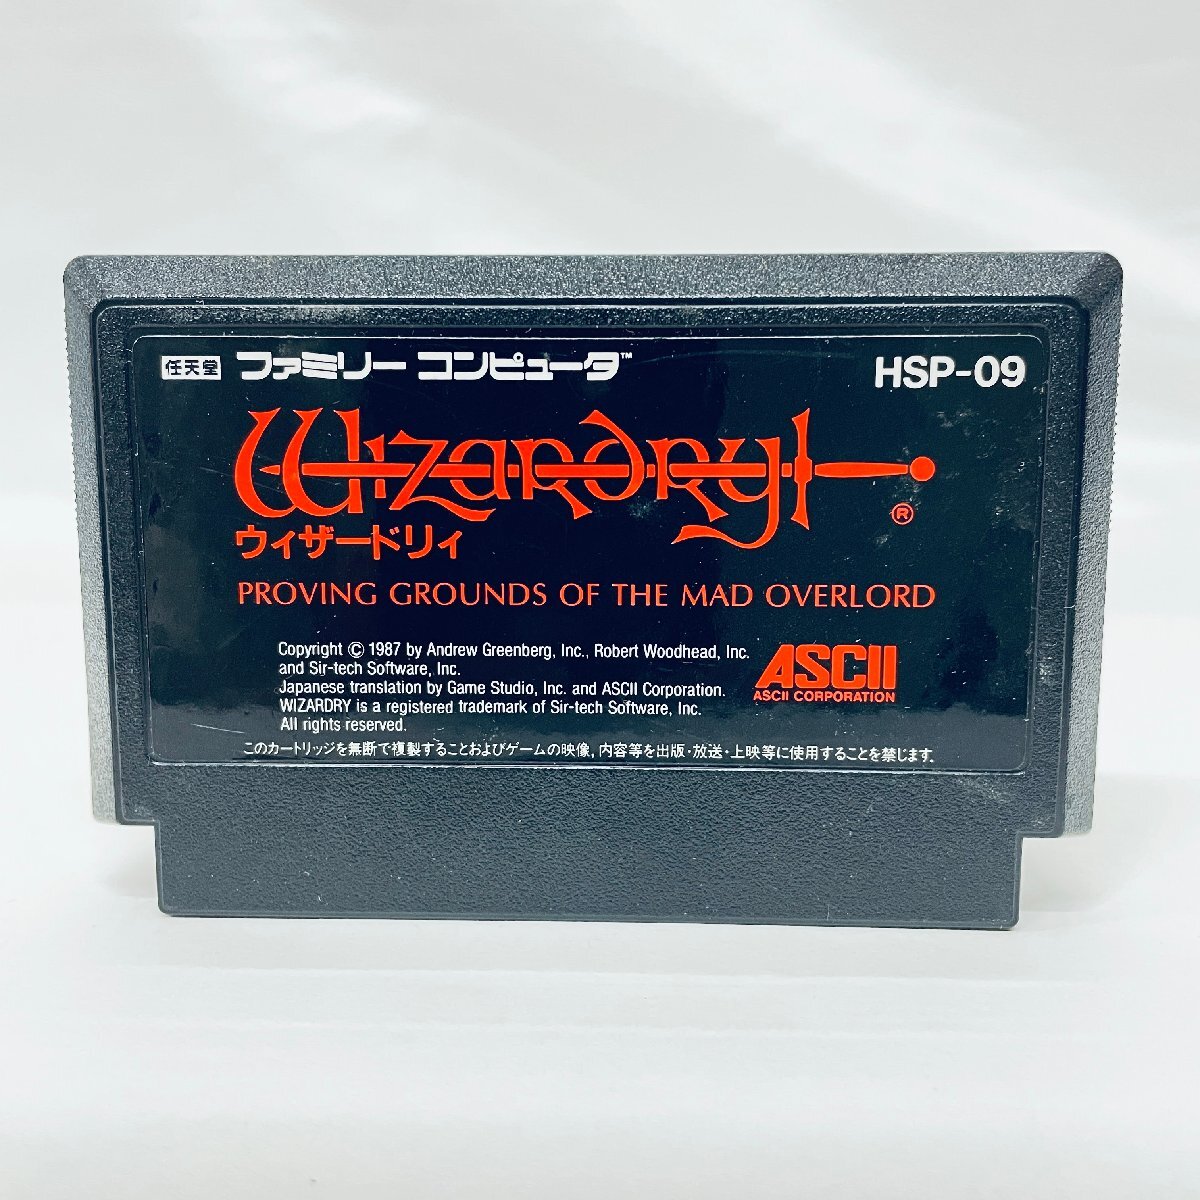 任天堂 ファミリー コンピュータ™ HSP-09
Wizardry®
ウィザードリィ
PROVING GROUNDS OF THE MAD OVERLORD
Copyright © 1987 by Andrew Greenberg, Inc., Robert Woodhead, Inc.
and Sir-tech Software, Inc.
Japanese translation by Game Studio, Inc. and ASCII Corporation.
WIZARDRY is a registered trademark of Sir-tech Software, Inc.
All rights reserved.
ASCII
ASCII CORPORATION
このカートリッジを無断で複製することおよびゲームの映像，内容等を出版・放送・上映等に使用することを禁じます。